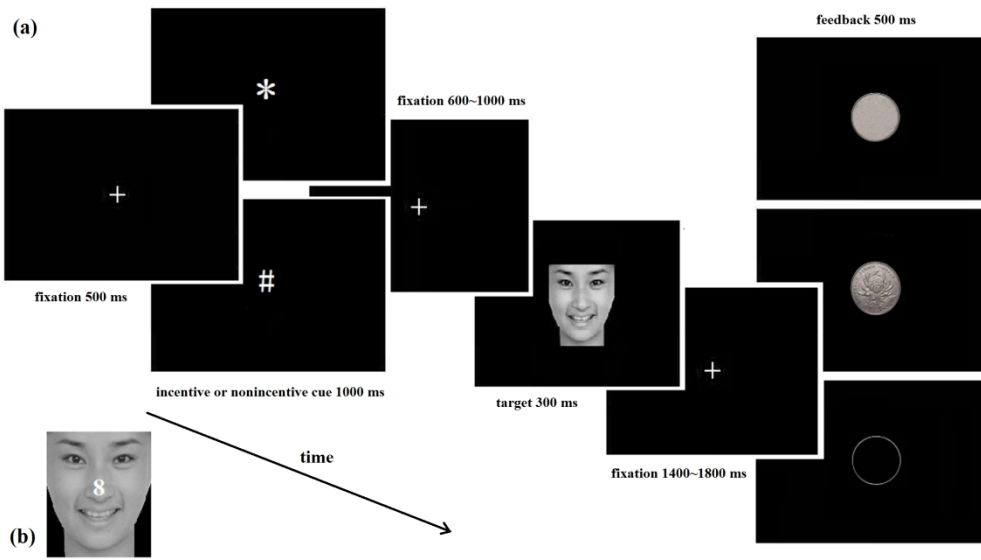 (a)
feedback 500 ms
*
fixation 600~1000 ms
+
+
#
fixation 500 ms
incentive or nonincentive cue 1000 ms
target 300 ms
+
time
fixation 1400~1800 ms
8
(b)